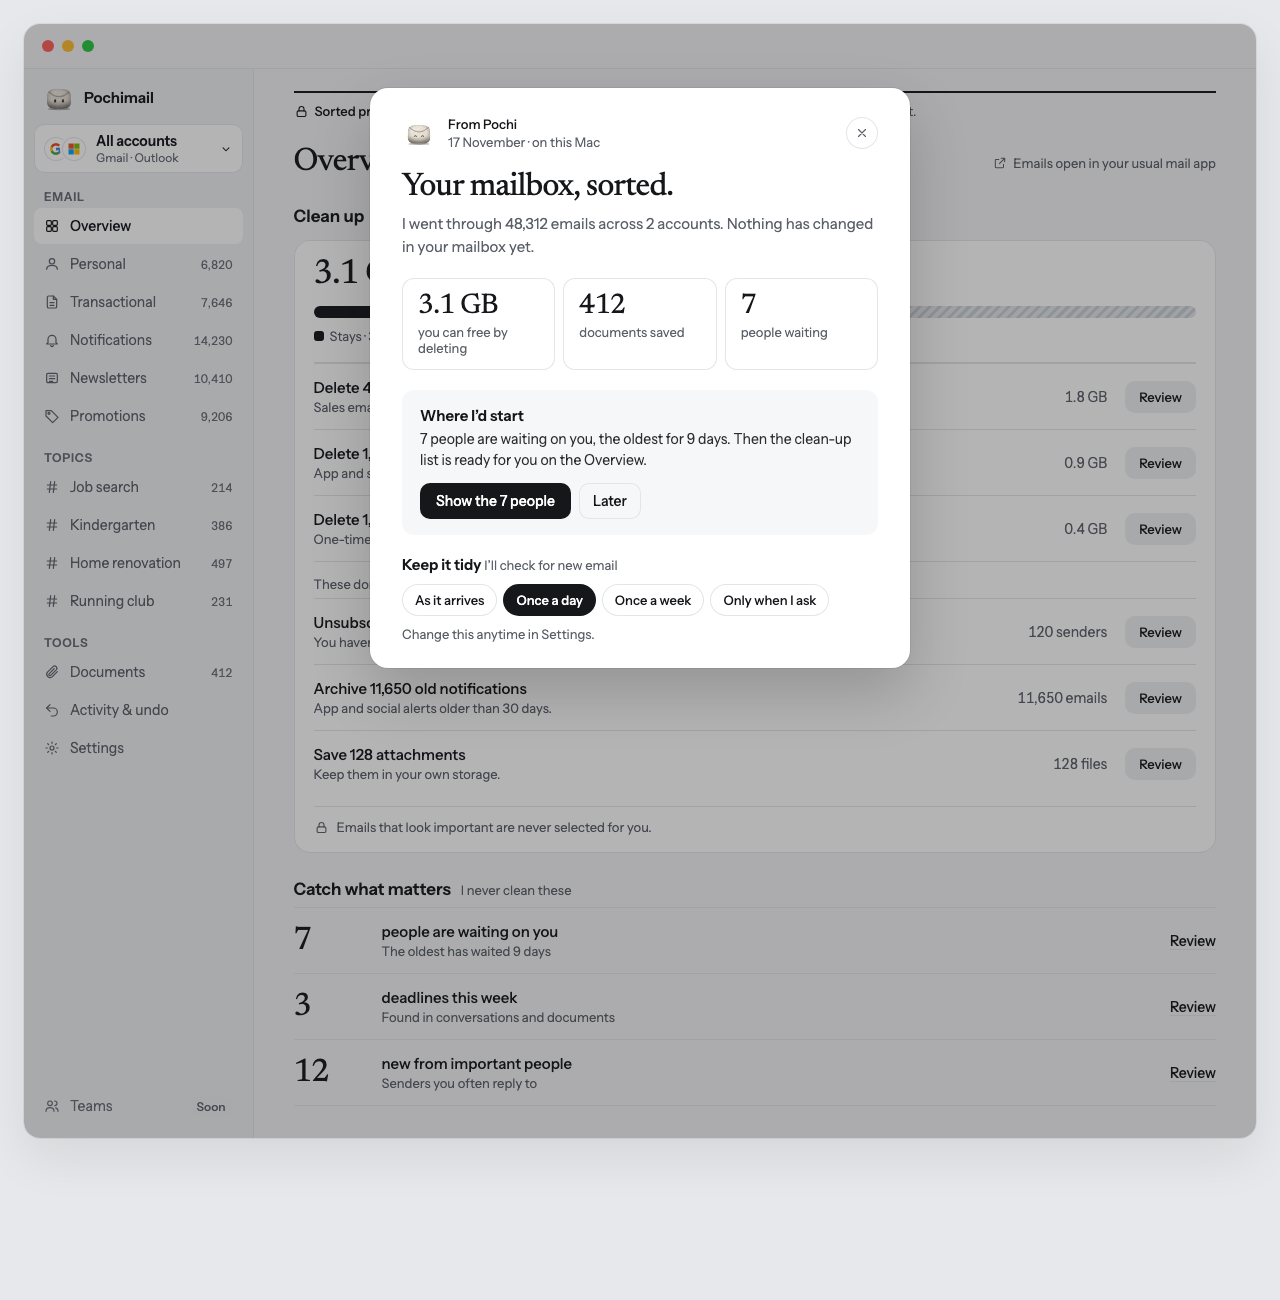 Pochimail
All accounts
Gmail · Outlook
EMAIL
Overview
Personal 6,820
Transactional 7,646
Notifications 14,230
Newsletters 10,410
Promotions 9,206
TOPICS
# Job search 214
# Kindergarten 386
# Home renovation 497
# Running club 231
TOOLS
Documents 412
Activity & undo
Settings
Teams Soon
Sorted
Emails open in your usual mail app
Clean up
3.1
Stays ·
Delete
Sales
1.8 GB Review
Delete
App and
0.9 GB Review
Delete
One-time
0.4 GB Review
These
You
120 senders Review
Archive 11,650 old notifications
App and social alerts older than 30 days.
11,650 emails Review
Save 128 attachments
Keep them in your own storage.
128 files Review
Emails that look important are never selected for you.
Catch what matters I never clean these
7 people are waiting on you
The oldest has waited 9 days
Review
3 deadlines this week
Found in conversations and documents
Review
12 new from important people
Senders you often reply to
Review
From Pochi
17 November · on this Mac
Your mailbox, sorted.
I went through 48,312 emails across 2 accounts. Nothing has changed
in your mailbox yet.
3.1 GB
you can free by
deleting
412
documents saved
7
people waiting
Where I’d start
7 people are waiting on you, the oldest for 9 days. Then the clean-up
list is ready for you on the Overview.
Show the 7 people Later
Keep it tidy I’ll check for new email
As it arrives Once a day Once a week Only when I ask
Change this anytime in Settings.